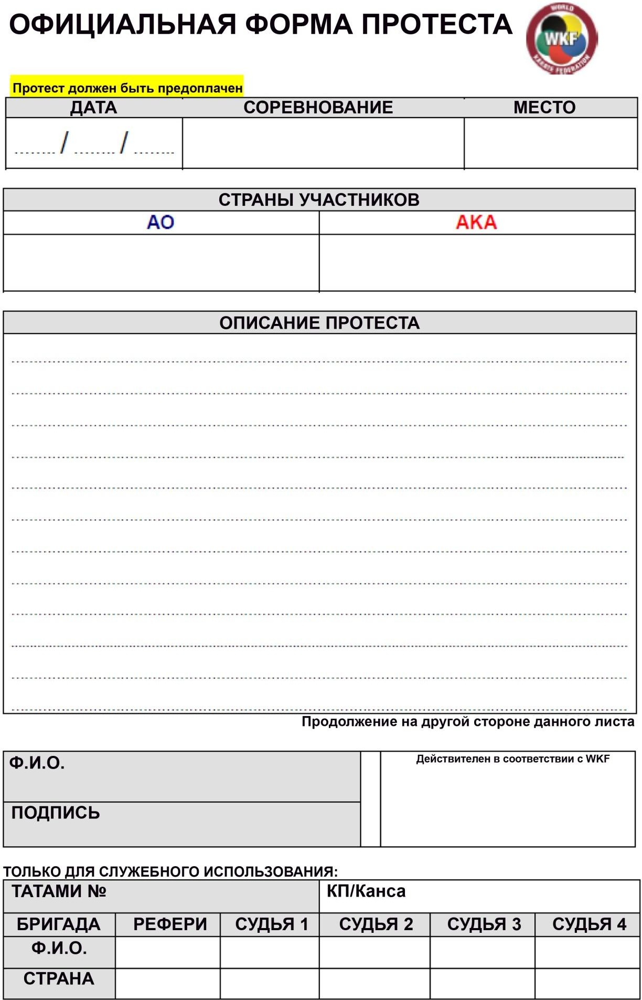 ОФИЦИАЛЬНАЯ ФОРМА ПРОТЕСТА
WORLD
WKF
KARATE FEDERATION
Протест должен быть предоплачен
ДАТА СОРЕВНОВАНИЕ МЕСТО
........ / ........ / ........
СТРАНЫ УЧАСТНИКОВ
AO AKA
ОПИСАНИЕ ПРОТЕСТА
Продолжение на другой стороне данного листа
Ф.И.О. Действителен в соответствии с WKF
ПОДПИСЬ
ТОЛЬКО ДЛЯ СЛУЖЕБНОГО ИСПОЛЬЗОВАНИЯ:
ТАТАМИ № КП/Канса
БРИГАДА РЕФЕРИ СУДЬЯ 1 СУДЬЯ 2 СУДЬЯ 3 СУДЬЯ 4
Ф.И.О.
СТРАНА